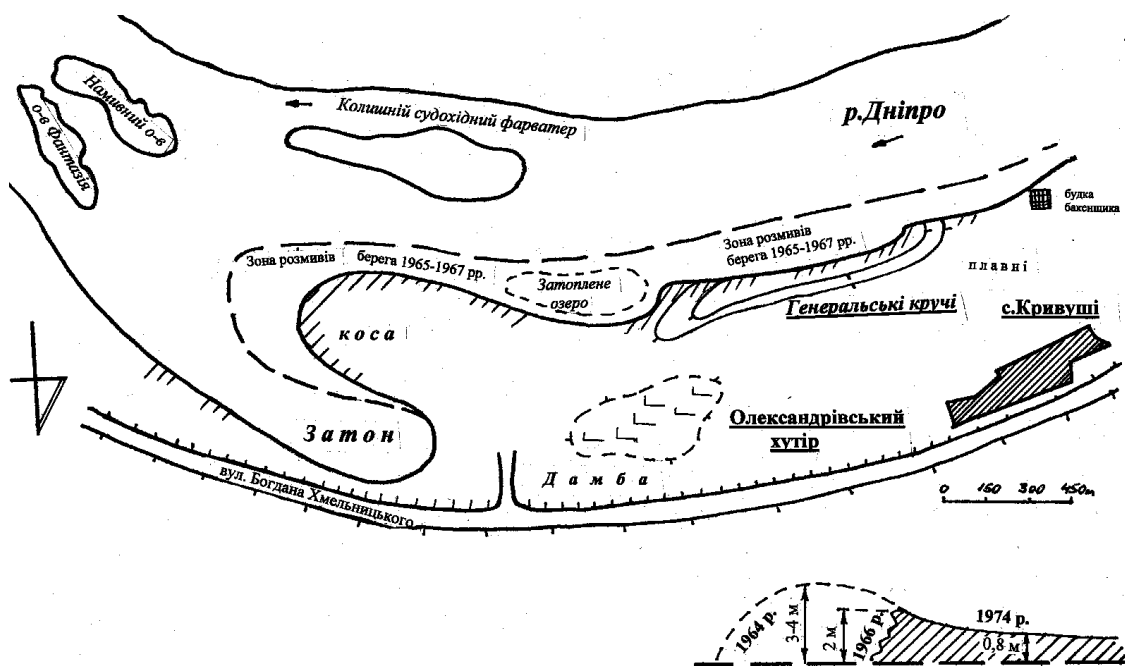 Намивний о-в
о-в Фантазія
Колишній судохідний фарватер
р.Дніпро
будка
бакенщика
Зона розмивів
берега 1965-1967 рр.
Зона розмивів берега 1965-1967 рр.
Затоплене
озеро
плавні
Генеральські кручі
с.Кривуші
коса
Затон
Олександрівський
хутір
Дамба
вул. Богдана Хмельницького
0 150 300 450m
1964 р.
3-4 м
2 м
1966 р.
1974 р.
0,8 м